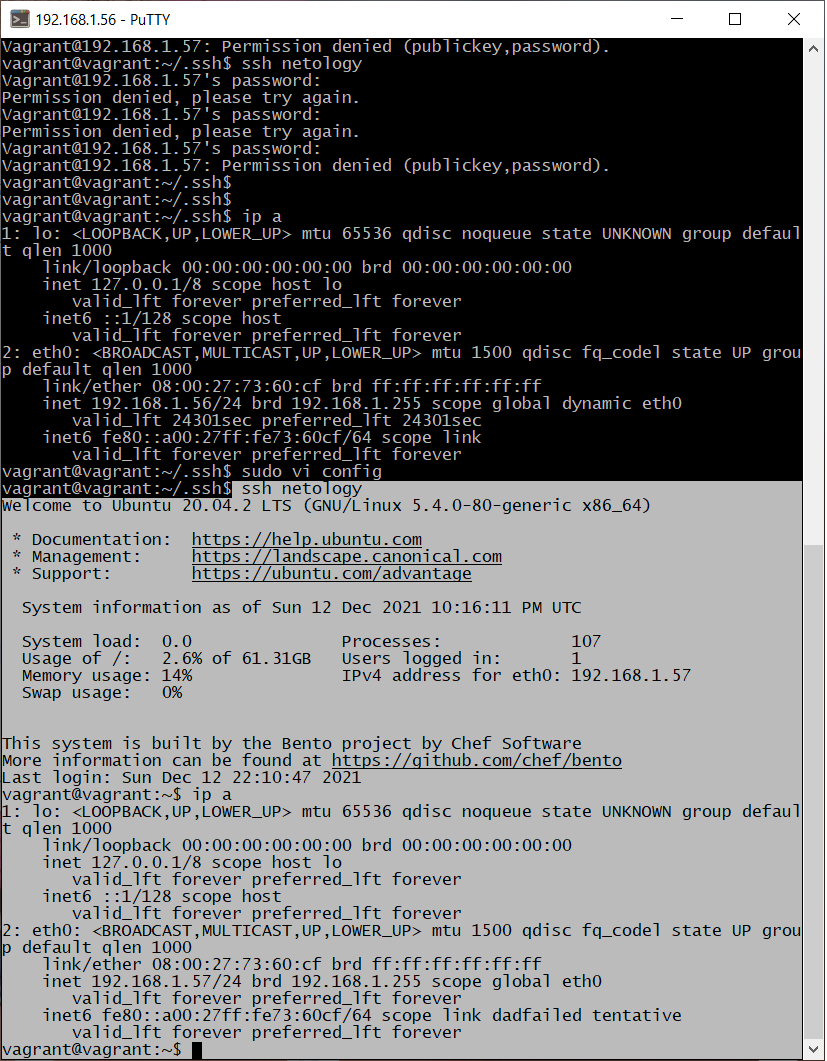 192.168.1.56 - PuTTY
Vagrant@192.168.1.57: Permission denied (publickey,password).
vagrant@vagrant:~/.ssh$ ssh netology
Vagrant@192.168.1.57's password:
Permission denied, please try again.
Vagrant@192.168.1.57's password:
Permission denied, please try again.
Vagrant@192.168.1.57's password:
Vagrant@192.168.1.57: Permission denied (publickey,password).
vagrant@vagrant:~/.ssh$
vagrant@vagrant:~/.ssh$
vagrant@vagrant:~/.ssh$ ip a
1: lo: <LOOPBACK,UP,LOWER_UP> mtu 65536 qdisc noqueue state UNKNOWN group defaul
t qlen 1000
    link/loopback 00:00:00:00:00:00 brd 00:00:00:00:00:00
    inet 127.0.0.1/8 scope host lo
       valid_lft forever preferred_lft forever
    inet6 ::1/128 scope host
       valid_lft forever preferred_lft forever
2: eth0: <BROADCAST,MULTICAST,UP,LOWER_UP> mtu 1500 qdisc fq_codel state UP grou
p default qlen 1000
    link/ether 08:00:27:73:60:cf brd ff:ff:ff:ff:ff:ff
    inet 192.168.1.56/24 brd 192.168.1.255 scope global dynamic eth0
       valid_lft 24301sec preferred_lft 24301sec
    inet6 fe80::a00:27ff:fe73:60cf/64 scope link
       valid_lft forever preferred_lft forever
vagrant@vagrant:~/.ssh$ sudo vi config
vagrant@vagrant:~/.ssh$ ssh netology
Welcome to Ubuntu 20.04.2 LTS (GNU/Linux 5.4.0-80-generic x86_64)
 * Documentation:  https://help.ubuntu.com
 * Management:     https://landscape.canonical.com
 * Support:        https://ubuntu.com/advantage
  System information as of Sun 12 Dec 2021 10:16:11 PM UTC
  System load:  0.0               Processes:             107
  Usage of /:   2.6% of 61.31GB   Users logged in:       1
  Memory usage: 14%               IPv4 address for eth0: 192.168.1.57
  Swap usage:   0%
This system is built by the Bento project by Chef Software
More information can be found at https://github.com/chef/bento
Last login: Sun Dec 12 22:10:47 2021
vagrant@vagrant:~$ ip a
1: lo: <LOOPBACK,UP,LOWER_UP> mtu 65536 qdisc noqueue state UNKNOWN group defaul
t qlen 1000
    link/loopback 00:00:00:00:00:00 brd 00:00:00:00:00:00
    inet 127.0.0.1/8 scope host lo
       valid_lft forever preferred_lft forever
    inet6 ::1/128 scope host
       valid_lft forever preferred_lft forever
2: eth0: <BROADCAST,MULTICAST,UP,LOWER_UP> mtu 1500 qdisc fq_codel state UP grou
p default qlen 1000
    link/ether 08:00:27:73:60:cf brd ff:ff:ff:ff:ff:ff
    inet 192.168.1.57/24 brd 192.168.1.255 scope global eth0
       valid_lft forever preferred_lft forever
    inet6 fe80::a00:27ff:fe73:60cf/64 scope link dadfailed tentative
       valid_lft forever preferred_lft forever
vagrant@vagrant:~$